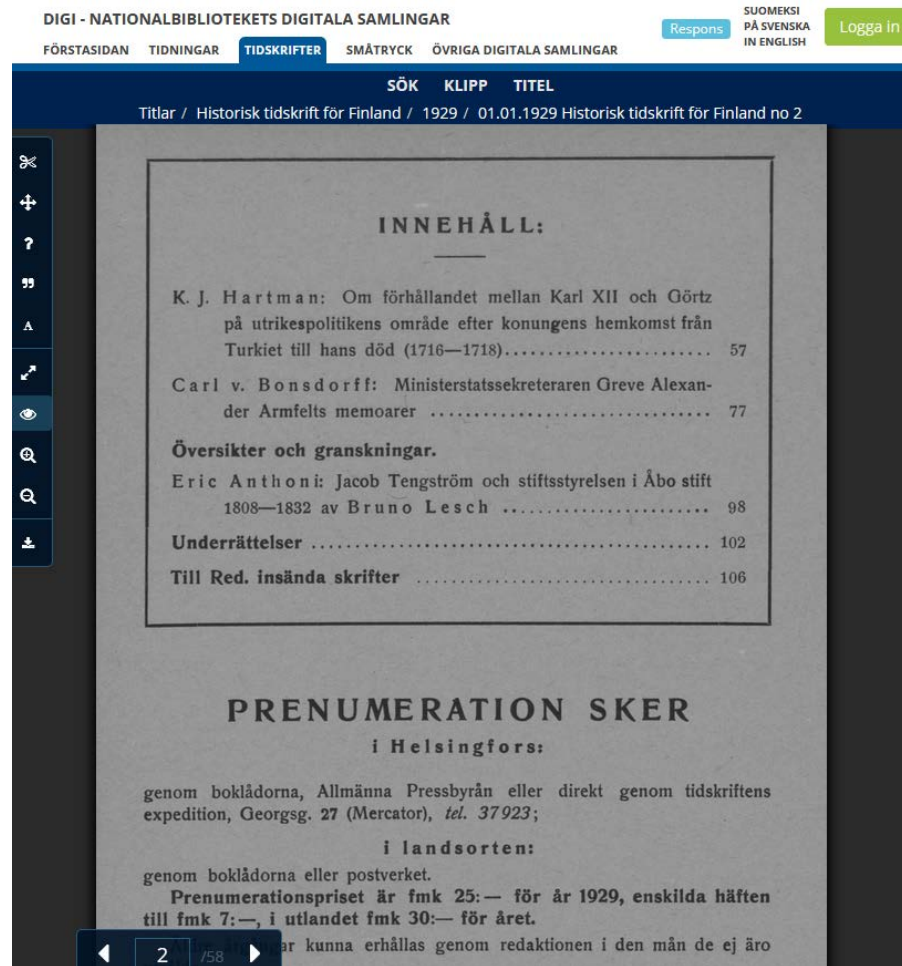 DIGI - NATIONALBIBLIOTEKETS DIGITALA SAMLINGAR
Respons
SUOMEKSI
PÅ SVENSKA
IN ENGLISH
Logga in
FÖRSTASIDAN TIDNINGAR TIDSKRIFTER SMÅTRYCK ÖVRIGA DIGITALA SAMLINGAR
SÖK KLIPP TITEL
Titlar / Historisk tidskrift för Finland / 1929 / 01.01.1929 Historisk tidskrift för Finland no 2
INNEHÅLL:
K. J. Hartman: Om förhållandet mellan Karl XII och Görtz
på utrikespolitikens område efter konungens hemkomst från
Turkiet till hans död (1716—1718)........................ 57
Carl v. Bonsdorff: Ministerstatssekreteraren Greve Alexan-
der Armfelts memoarer ................................ 77
Översikter och granskningar.
Eric Anthoni: Jacob Tengström och stiftsstyrelsen i Åbo stift
1808—1832 av Bruno Lesch ........................ 98
Underrättelser ............................................. 102
Till Red. insända skrifter ................................. 106
PRENUMERATION SKER
i Helsingfors:
genom boklådorna, Allmänna Pressbyrån eller direkt genom tidskriftens
expedition, Georgsg. 27 (Mercator), tel. 37923;
i landsorten:
genom boklådorna eller postverket.
Prenumerationspriset är fmk 25:— för år 1929, enskilda häften
till fmk 7:—, i utlandet fmk 30:— för året.
kunna erhållas genom redaktionen i den mån de ej äro
2 /58